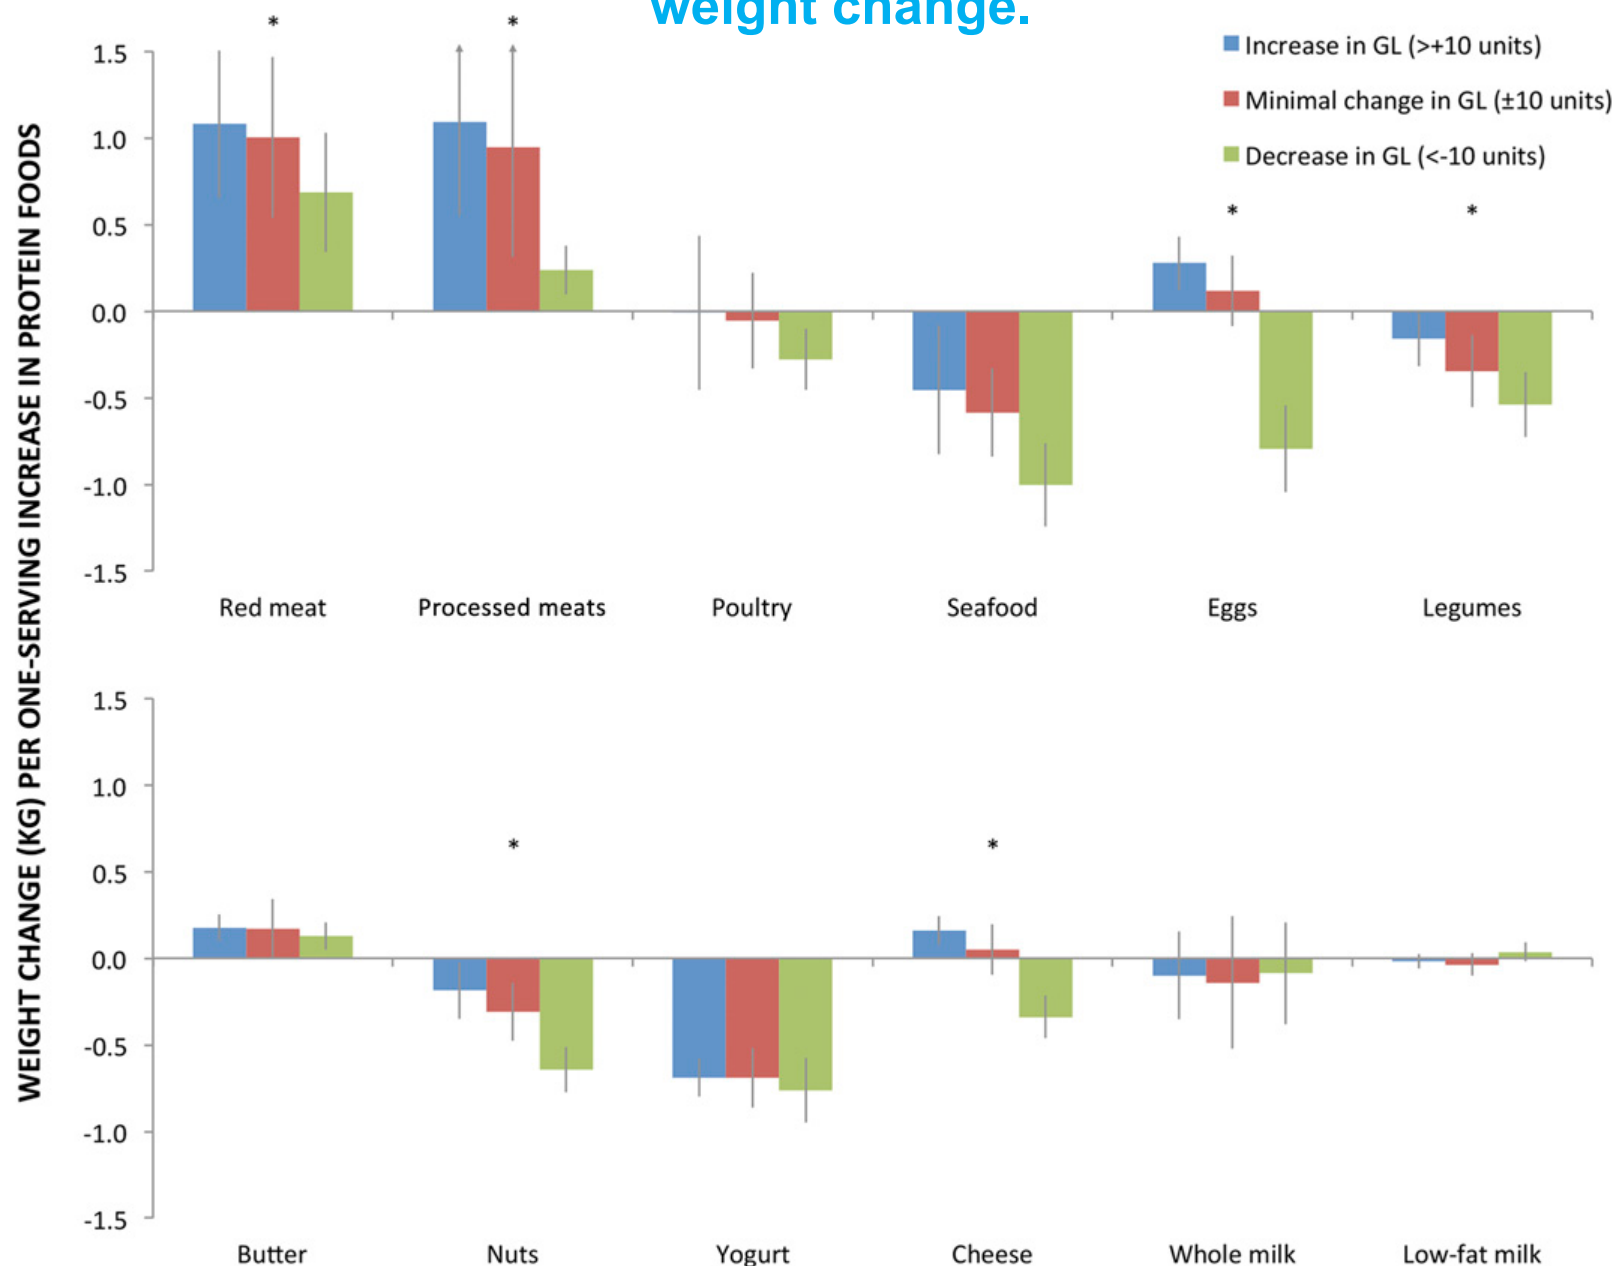 weight change.
* *
1.5
1.0
0.5
0.0
-0.5
-1.0
-1.5
Increase in GL (>+10 units)
Minimal change in GL (±10 units)
Decrease in GL (<-10 units)
* *
Red meat Processed meats Poultry Seafood Eggs Legumes
WEIGHT CHANGE (KG) PER ONE-SERVING INCREASE IN PROTEIN FOODS
1.5
1.0
0.5
0.0
-0.5
-1.0
-1.5
* *
Butter Nuts Yogurt Cheese Whole milk Low-fat milk